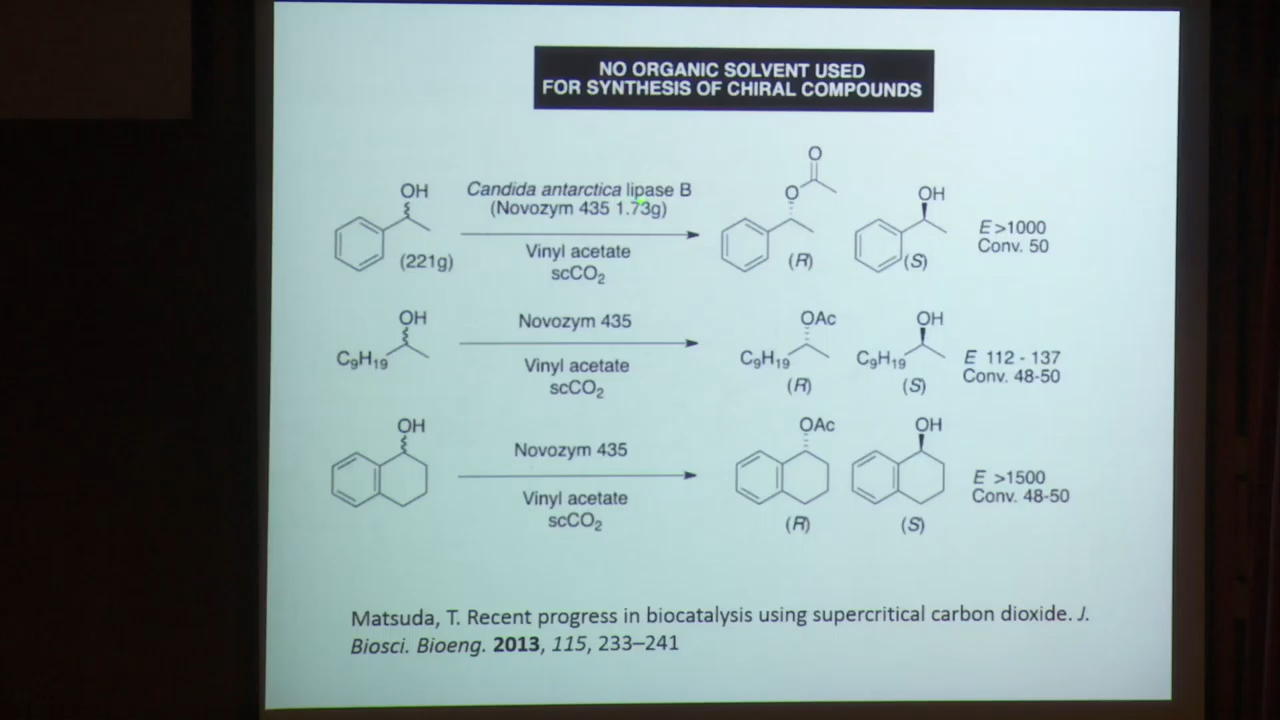 NO ORGANIC SOLVENT USED
FOR SYNTHESIS OF CHIRAL COMPOUNDS
OH
(221g)
Candida antarctica lipase B
(Novozym 435 1.73g)
Vinyl acetate
scCO₂
O
O
(R)
OH
(S)
E >1000
Conv. 50
OH
C₉H₁₉
Novozym 435
Vinyl acetate
scCO₂
OAc
C₉H₁₉
(R)
OH
C₉H₁₉
(S)
E 112 - 137
Conv. 48-50
OH
Novozym 435
Vinyl acetate
scCO₂
OAc
(R)
OH
(S)
E >1500
Conv. 48-50
Matsuda, T. Recent progress in biocatalysis using supercritical carbon dioxide. J.
Biosci. Bioeng. 2013, 115, 233–241